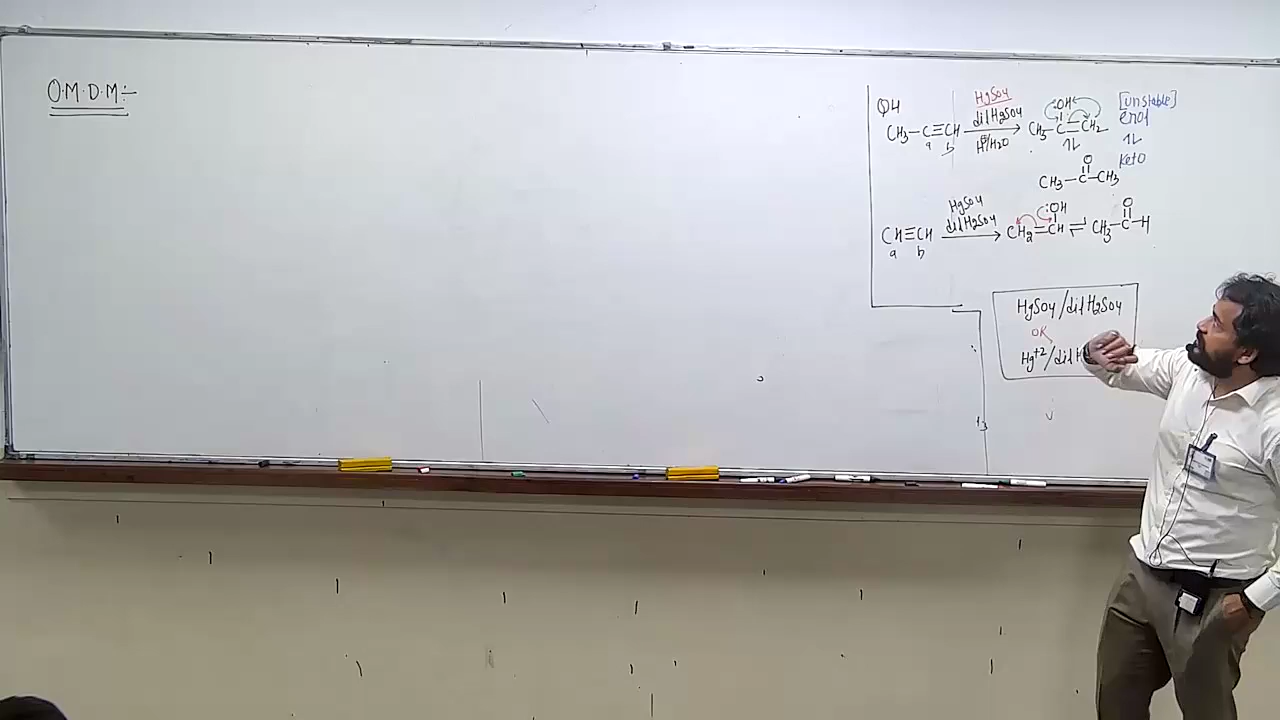 O.M.D.M:-
Q4
HgSO4
dil H2SO4
CH3-C≡CH → CH3-C=CH2
a b
H⊕/H2O
:OH
[unstable]
enol
⇌
keto
O
CH3-C-CH3
HgSO4
dil H2SO4
CH≡CH → CH2=CH ⇌ CH3-C-H
a b
:OH
O
HgSO4/dil H2SO4
OR
Hg+2/dil H